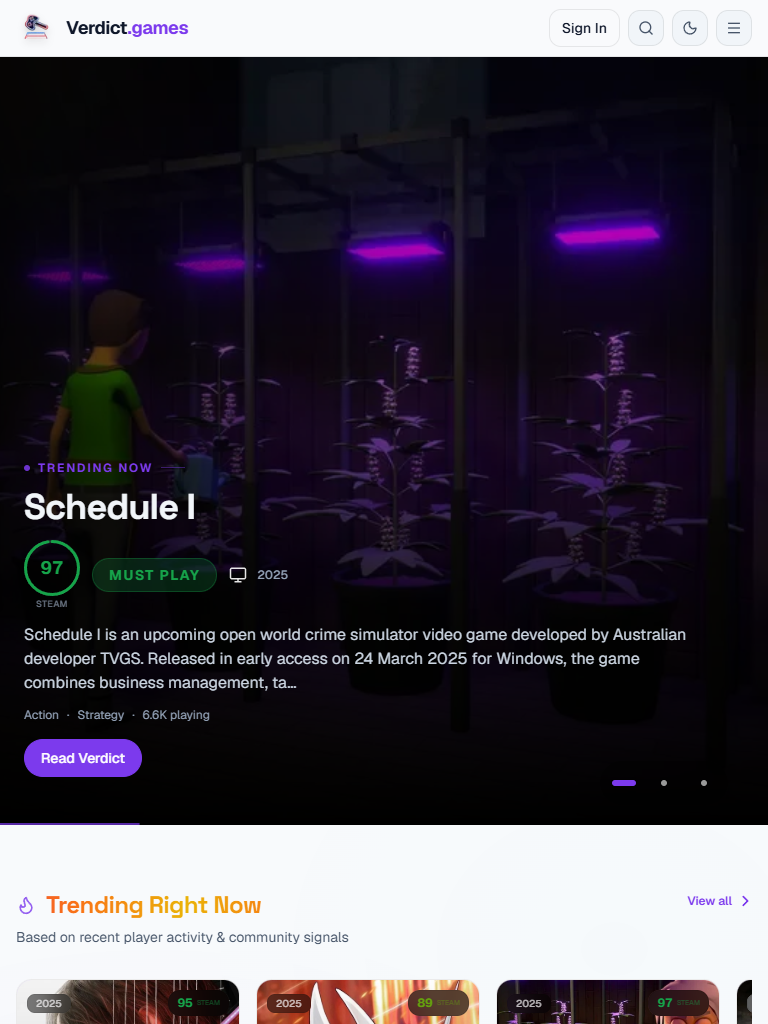 Verdict.games
Sign In
TRENDING NOW
Schedule I
97
MUST PLAY
2025
STEAM
Schedule I is an upcoming open world crime simulator video game developed by Australian
developer TVGS. Released in early access on 24 March 2025 for Windows, the game
combines business management, ta...
Action · Strategy · 6.6K playing
Read Verdict
Trending Right Now
View all
Based on recent player activity & community signals
2025
95 STEAM
2025
89 STEAM
2025
97 STEAM